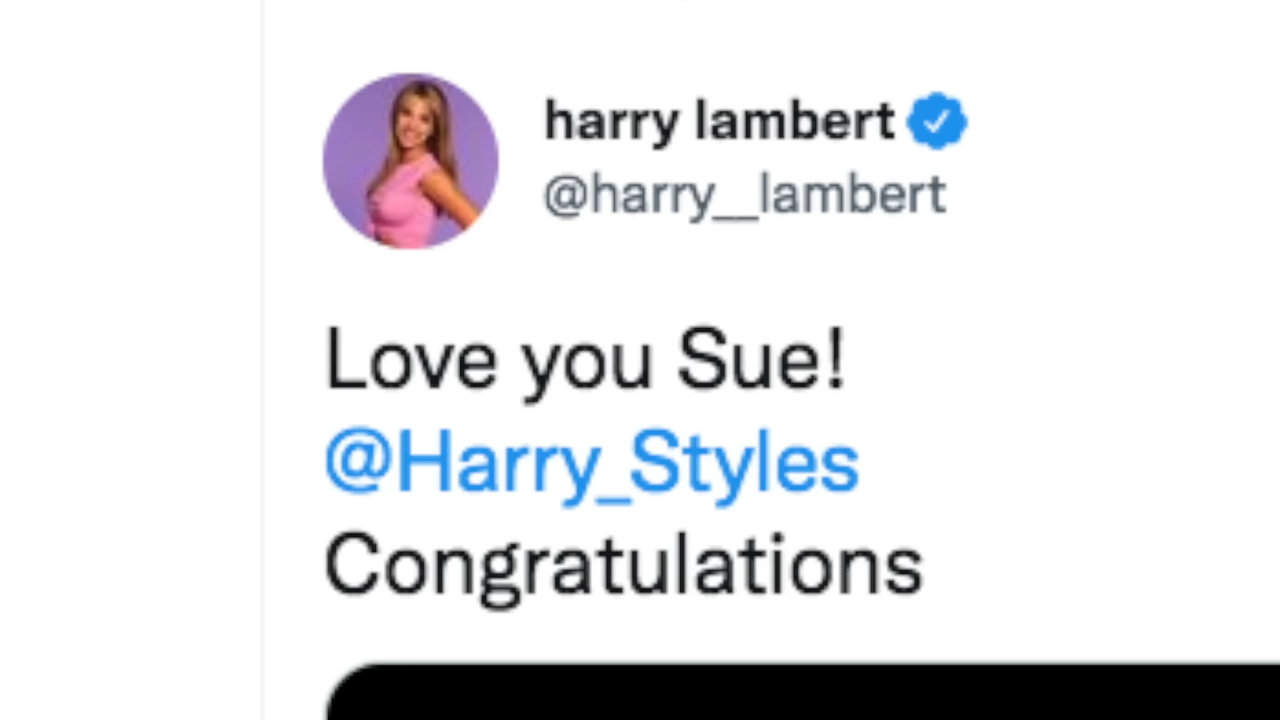 harry lambert
@harry__lambert
Love you Sue!
@Harry_Styles
Congratulations